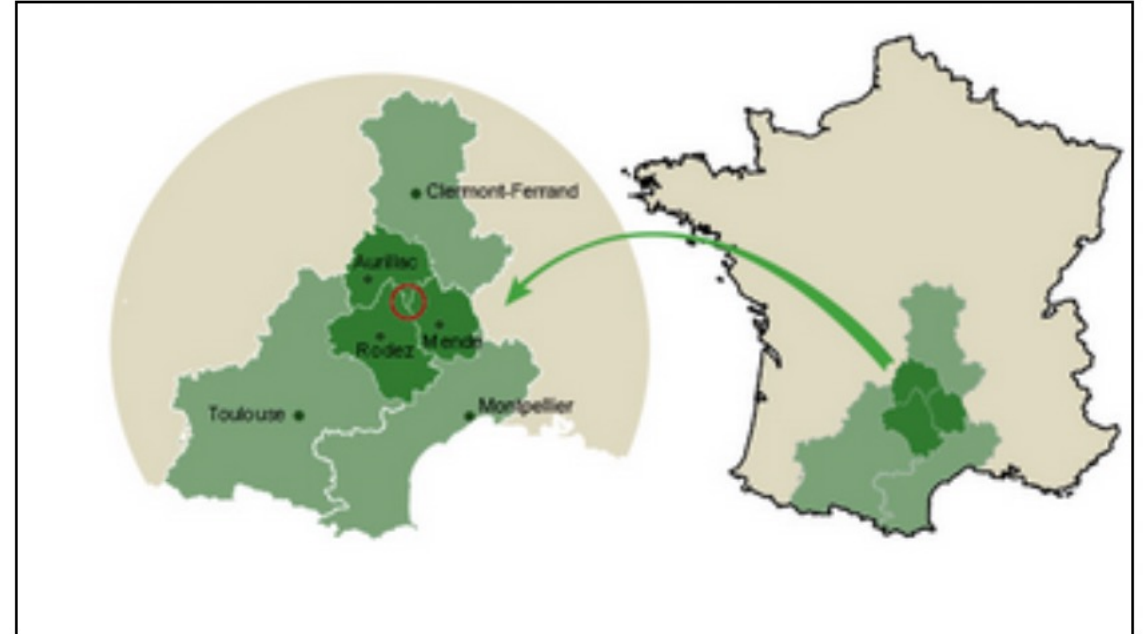 Clermont-Ferrand
Aurillac
Mende
Rodez
Toulouse
Montpellier